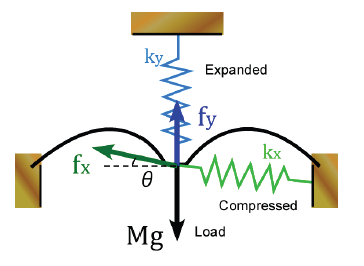 ky
Expanded
fy
fx
θ
kx
Compressed
Mg
Load